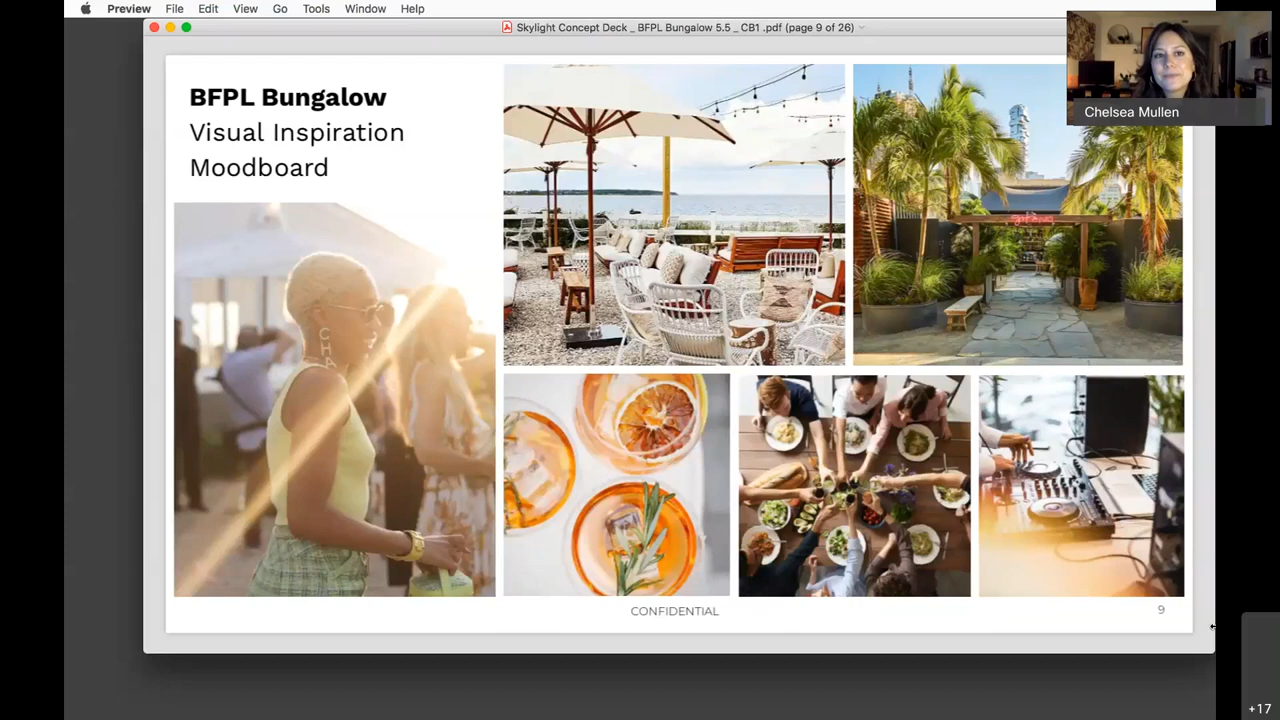 Preview File Edit View Go Tools Window Help
Skylight Concept Deck _ BFPL Bungalow 5.5 _ CB1 .pdf (page 9 of 26)
Chelsea Mullen
BFPL Bungalow
Visual Inspiration
Moodboard
CHA
CONFIDENTIAL
9
+17